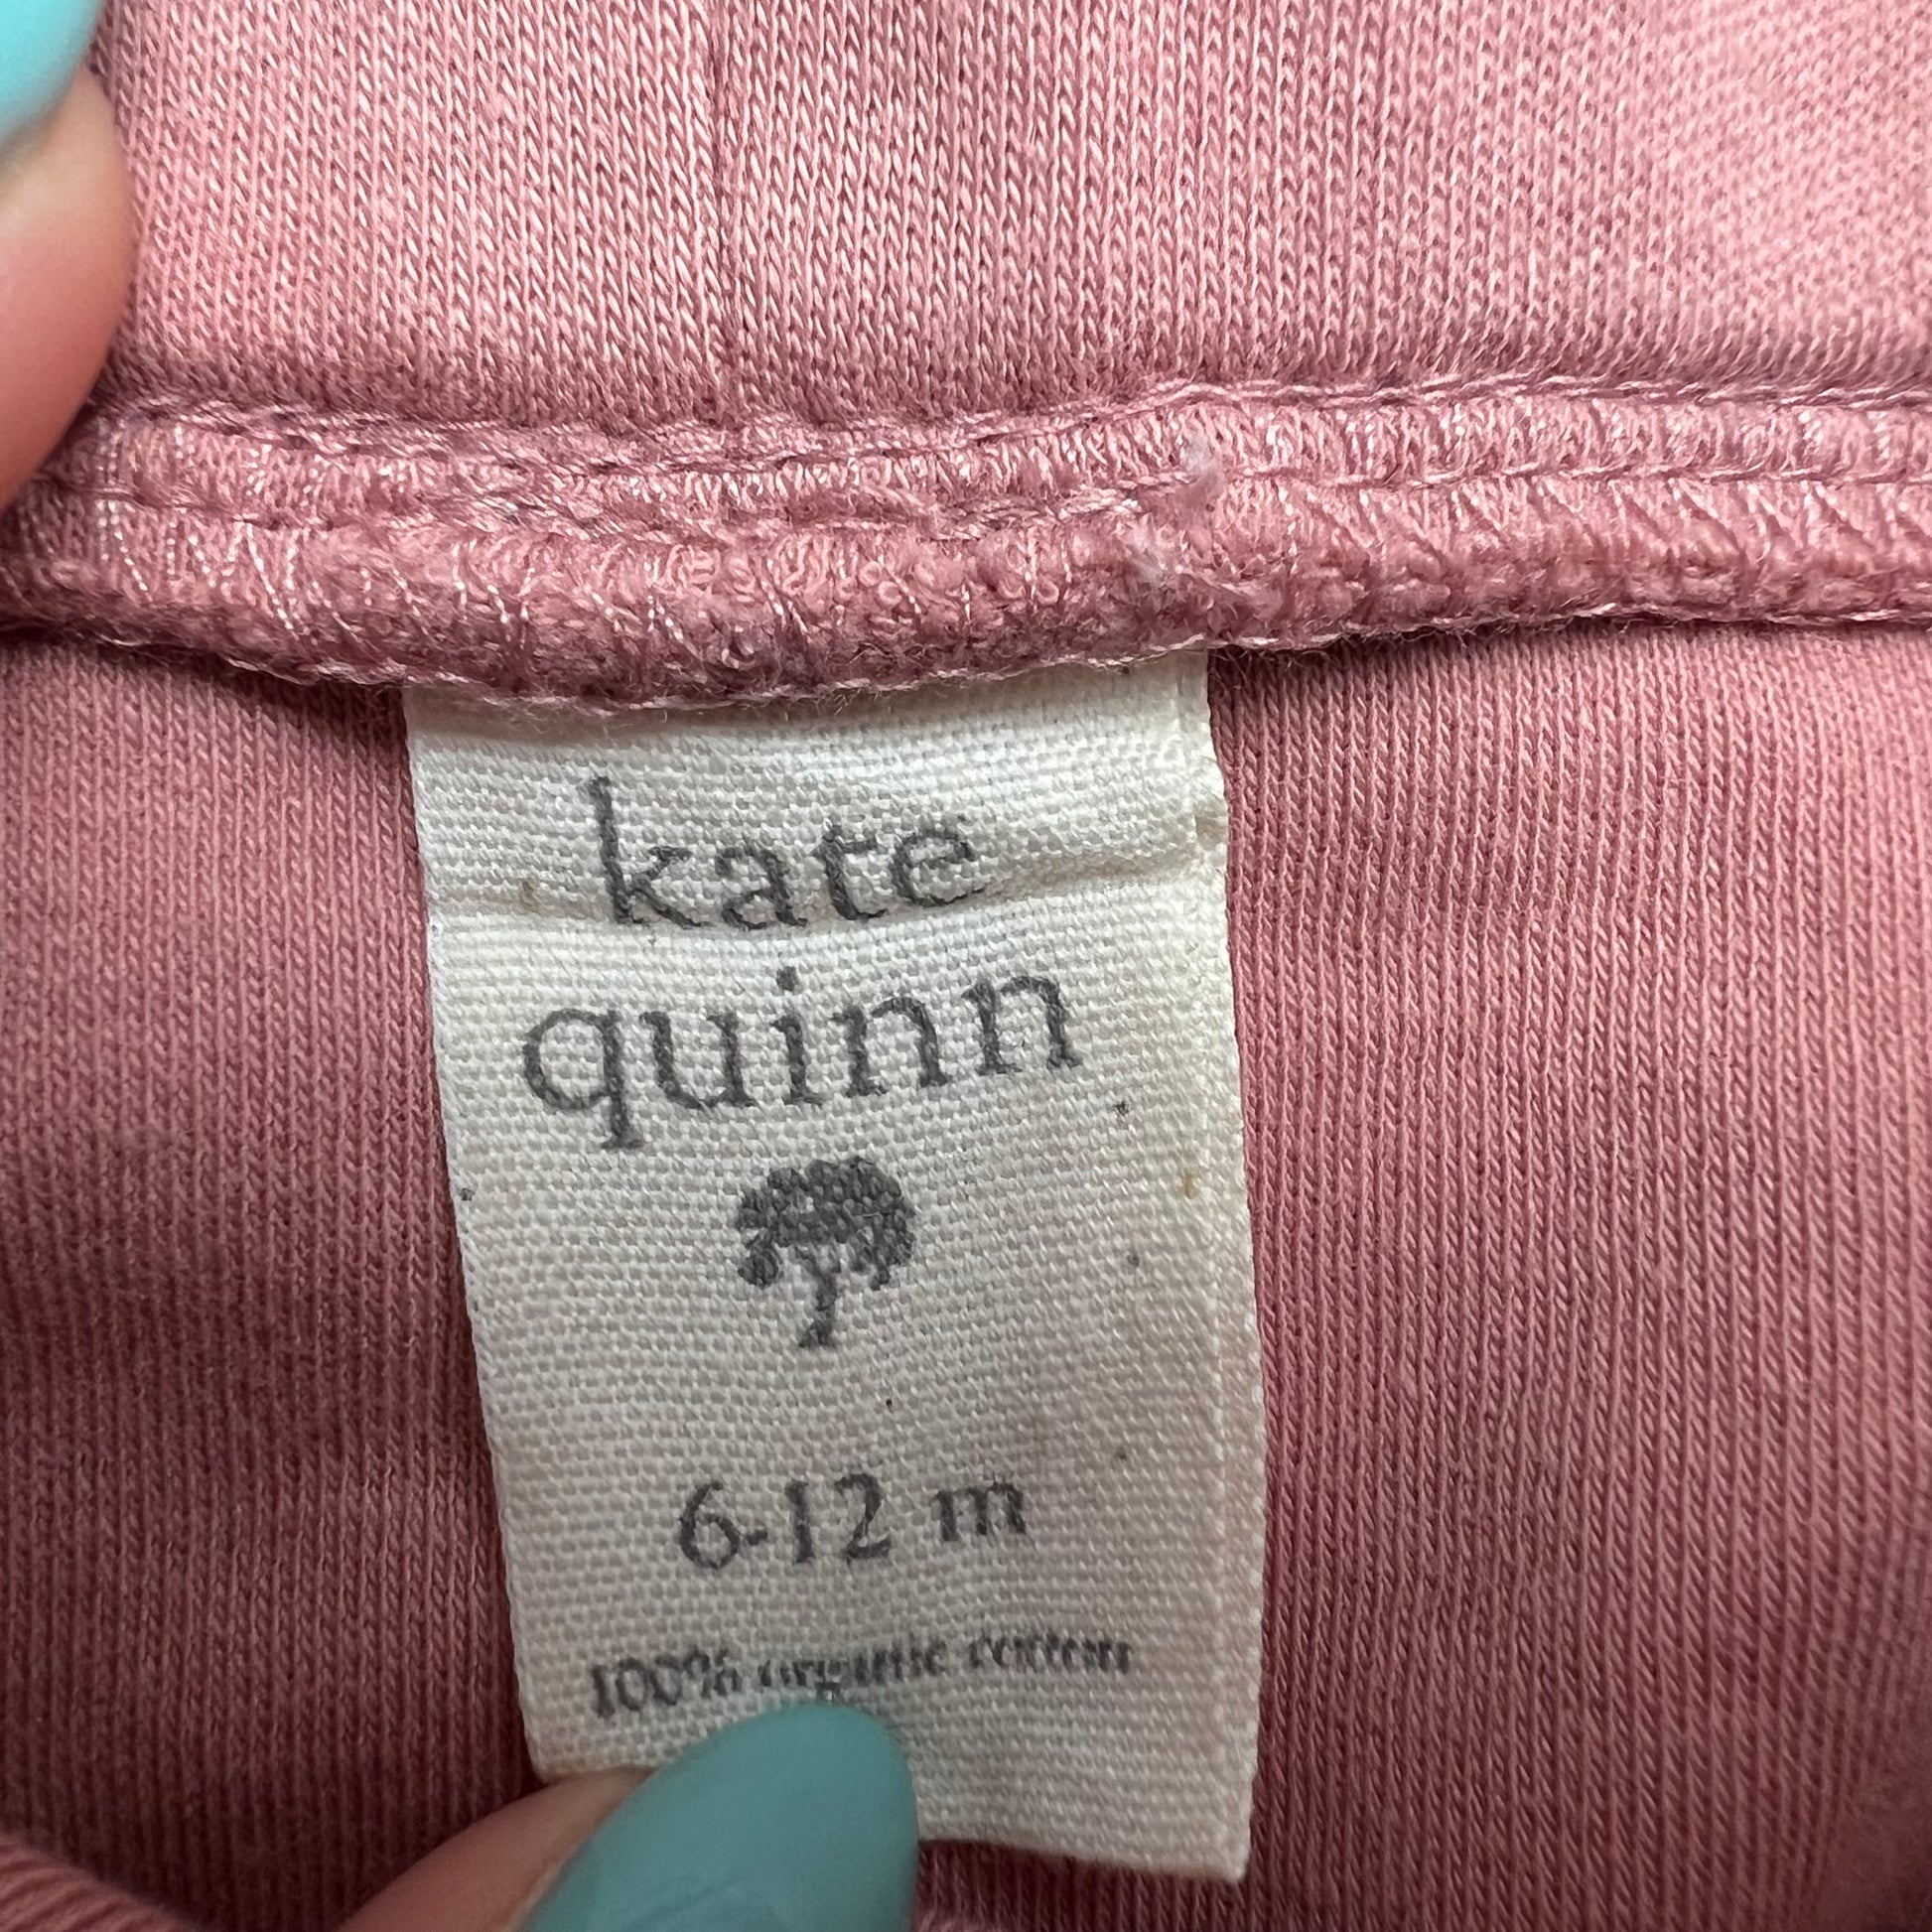 kate
quinn
6-12 m
100% organic cotton